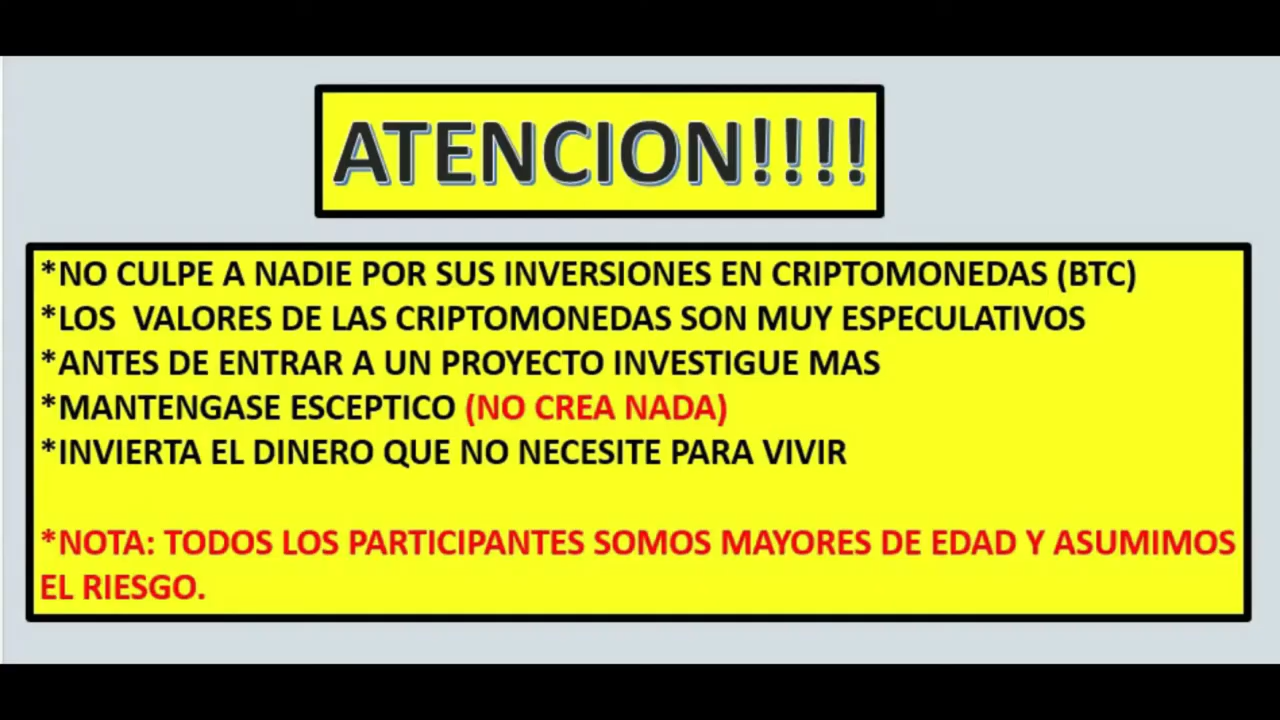 ATENCION!!!!
*NO CULPE A NADIE POR SUS INVERSIONES EN CRIPTOMONEDAS (BTC)
*LOS VALORES DE LAS CRIPTOMONEDAS SON MUY ESPECULATIVOS
*ANTES DE ENTRAR A UN PROYECTO INVESTIGUE MAS
*MANTENGASE ESCEPTICO (NO CREA NADA)
*INVIERTA EL DINERO QUE NO NECESITE PARA VIVIR
*NOTA: TODOS LOS PARTICIPANTES SOMOS MAYORES DE EDAD Y ASUMIMOS
EL RIESGO.